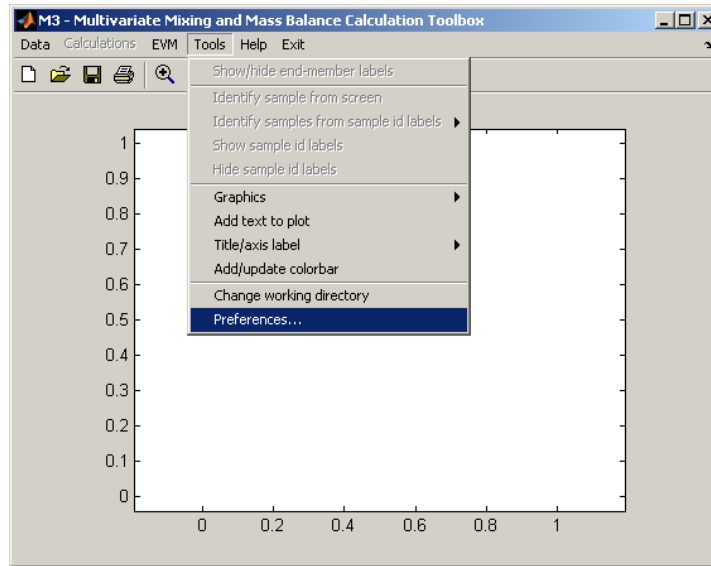 M3 - Multivariate Mixing and Mass Balance Calculation Toolbox
Data Calculations EVM Tools Help Exit
Show/hide end-member labels
Identify sample from screen
Identify samples from sample id labels
Show sample id labels
Hide sample id labels
Graphics
Add text to plot
Title/axis label
Add/update colorbar
Change working directory
Preferences...
1
0.9
0.8
0.7
0.6
0.5
0.4
0.3
0.2
0.1
0
0 0.2 0.4 0.6 0.8 1